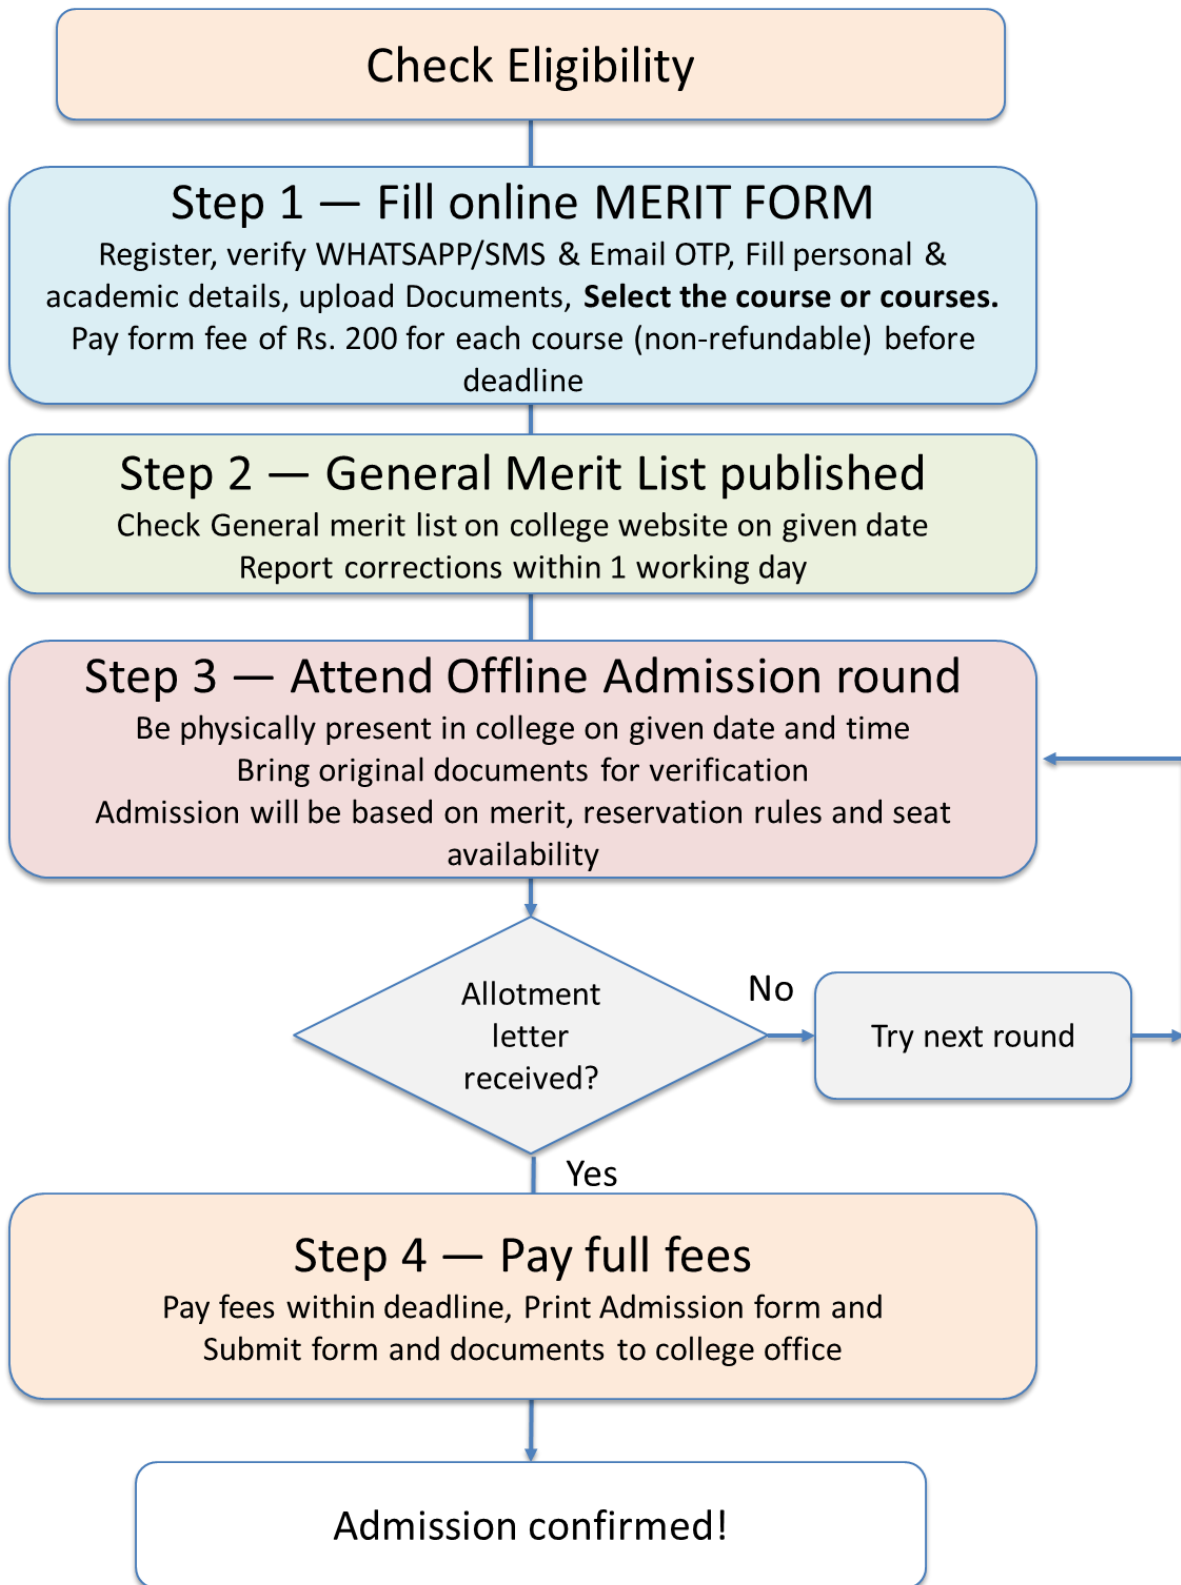 Check Eligibility
Step 1 — Fill online MERIT FORM
Register, verify WHATSAPP/SMS & Email OTP, Fill personal &
academic details, upload Documents, Select the course or courses.
Pay form fee of Rs. 200 for each course (non-refundable) before
deadline
Step 2 — General Merit List published
Check General merit list on college website on given date
Report corrections within 1 working day
Step 3 — Attend Offline Admission round
Be physically present in college on given date and time
Bring original documents for verification
Admission will be based on merit, reservation rules and seat
availability
Allotment
letter
received?
No
Try next round
Yes
Step 4 — Pay full fees
Pay fees within deadline, Print Admission form and
Submit form and documents to college office
Admission confirmed!